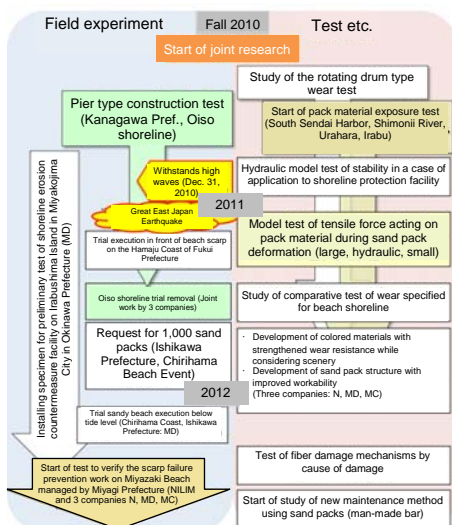 Field experiment
Fall 2010
Test etc.
Start of joint research
Study of the rotating drum type
wear test
Pier type construction test
(Kanagawa Pref., Oiso
shoreline)
Start of pack material exposure test
(South Sendai Harbor, Shimonii River,
Urahara, Irabu)
Withstands high
waves (Dec. 31,
2010)
Hydraulic model test of stability in a case of
application to shoreline protection facility
2011
Great East Japan
Earthquake
Model test of tensile force acting on
pack material during sand pack
deformation (large, hydraulic, small)
Trial execution in front of beach scarp
on the Hamaju Coast of Fukui
Prefecture
Installing specimen for preliminary test of shoreline erosion
countermeasure facility on Irabushimal Island in Miyakojima
City in Okinawa Prefecture (MD)
Oiso shoreline trial removal (Joint
work by 3 companies)
Study of comparative test of wear specified
for beach shoreline
Request for 1,000 sand
packs (Ishikawa
Prefecture, Chirihama
Beach Event)
· Development of colored materials with
strengthened wear resistance while
considering scenery
· Development of sand pack structure with
improved workability
(Three companies: N, MD, MC)
2012
Trial sandy beach execution below
tide level (Chirihama Coast, Ishikawa
Prefecture: MD)
Test of fiber damage mechanisms by
cause of damage
Start of test to verify the scarp failure
prevention work on Miyazaki Beach
managed by Miyagi Prefecture (NILIM
and 3 companies N, MD, MC)
Start of study of new maintenance method
using sand packs (man-made bar)